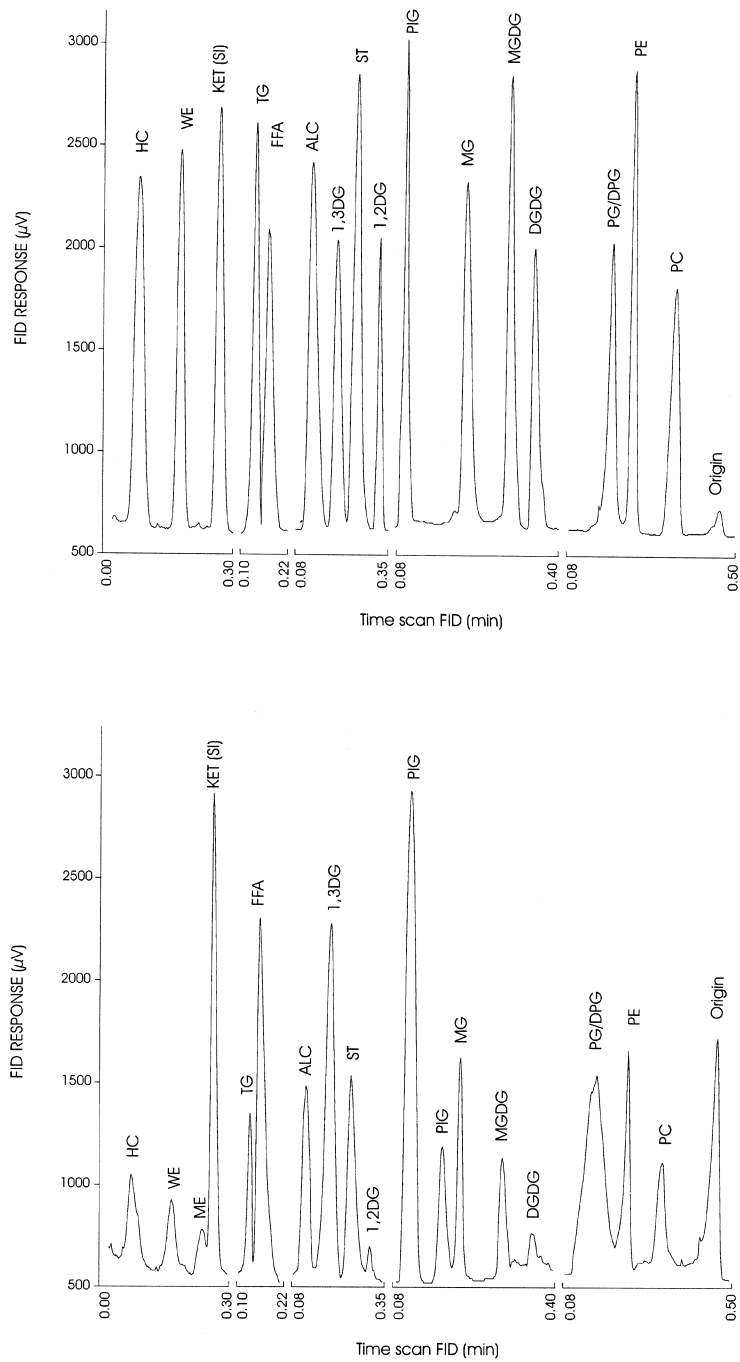 3000
2500
2000
1500
1000
500
FID RESPONSE (µV)
HC
WE
KET (SI)
TG
FFA
ALC
1,3DG
ST
1,2DG
PIG
MG
MGDG
DGDG
PG/DPG
PE
PC
Origin
0.00
0.30
0.10
0.22
0.08
0.35
0.08
0.40
0.08
0.50
Time scan FID (min)
3000
2500
2000
1500
1000
500
FID RESPONSE (µV)
HC
WE
ME
KET (SI)
TG
FFA
ALC
1,3DG
ST
1,2DG
PIG
PIG
MG
MGDG
DGDG
PG/DPG
PE
PC
Origin
0.00
0.30
0.10
0.22
0.08
0.35
0.08
0.40
0.08
0.50
Time scan FID (min)